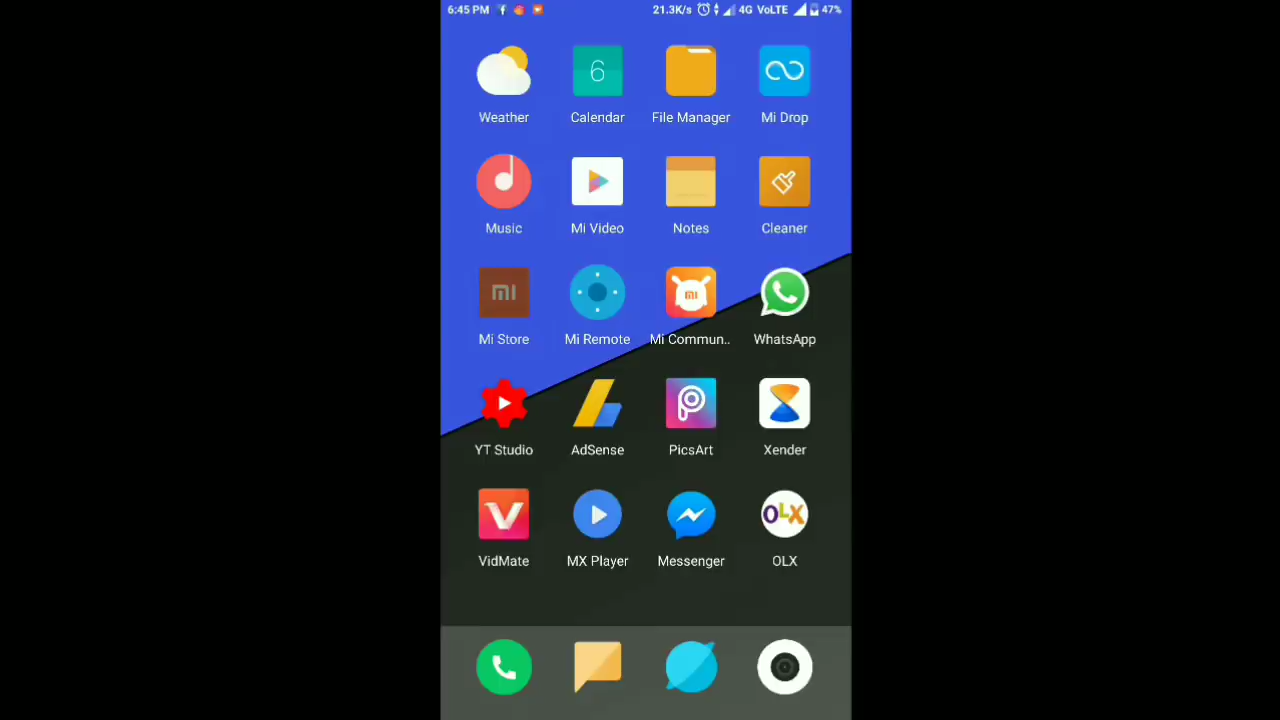 6:45 PM 21.3K/s 4G VoLTE 47%
6
Weather Calendar File Manager Mi Drop
Music Mi Video Notes Cleaner
mi mi
Mi Store Mi Remote Mi Commun.. WhatsApp
YT Studio AdSense PicsArt Xender
OLX
VidMate MX Player Messenger OLX